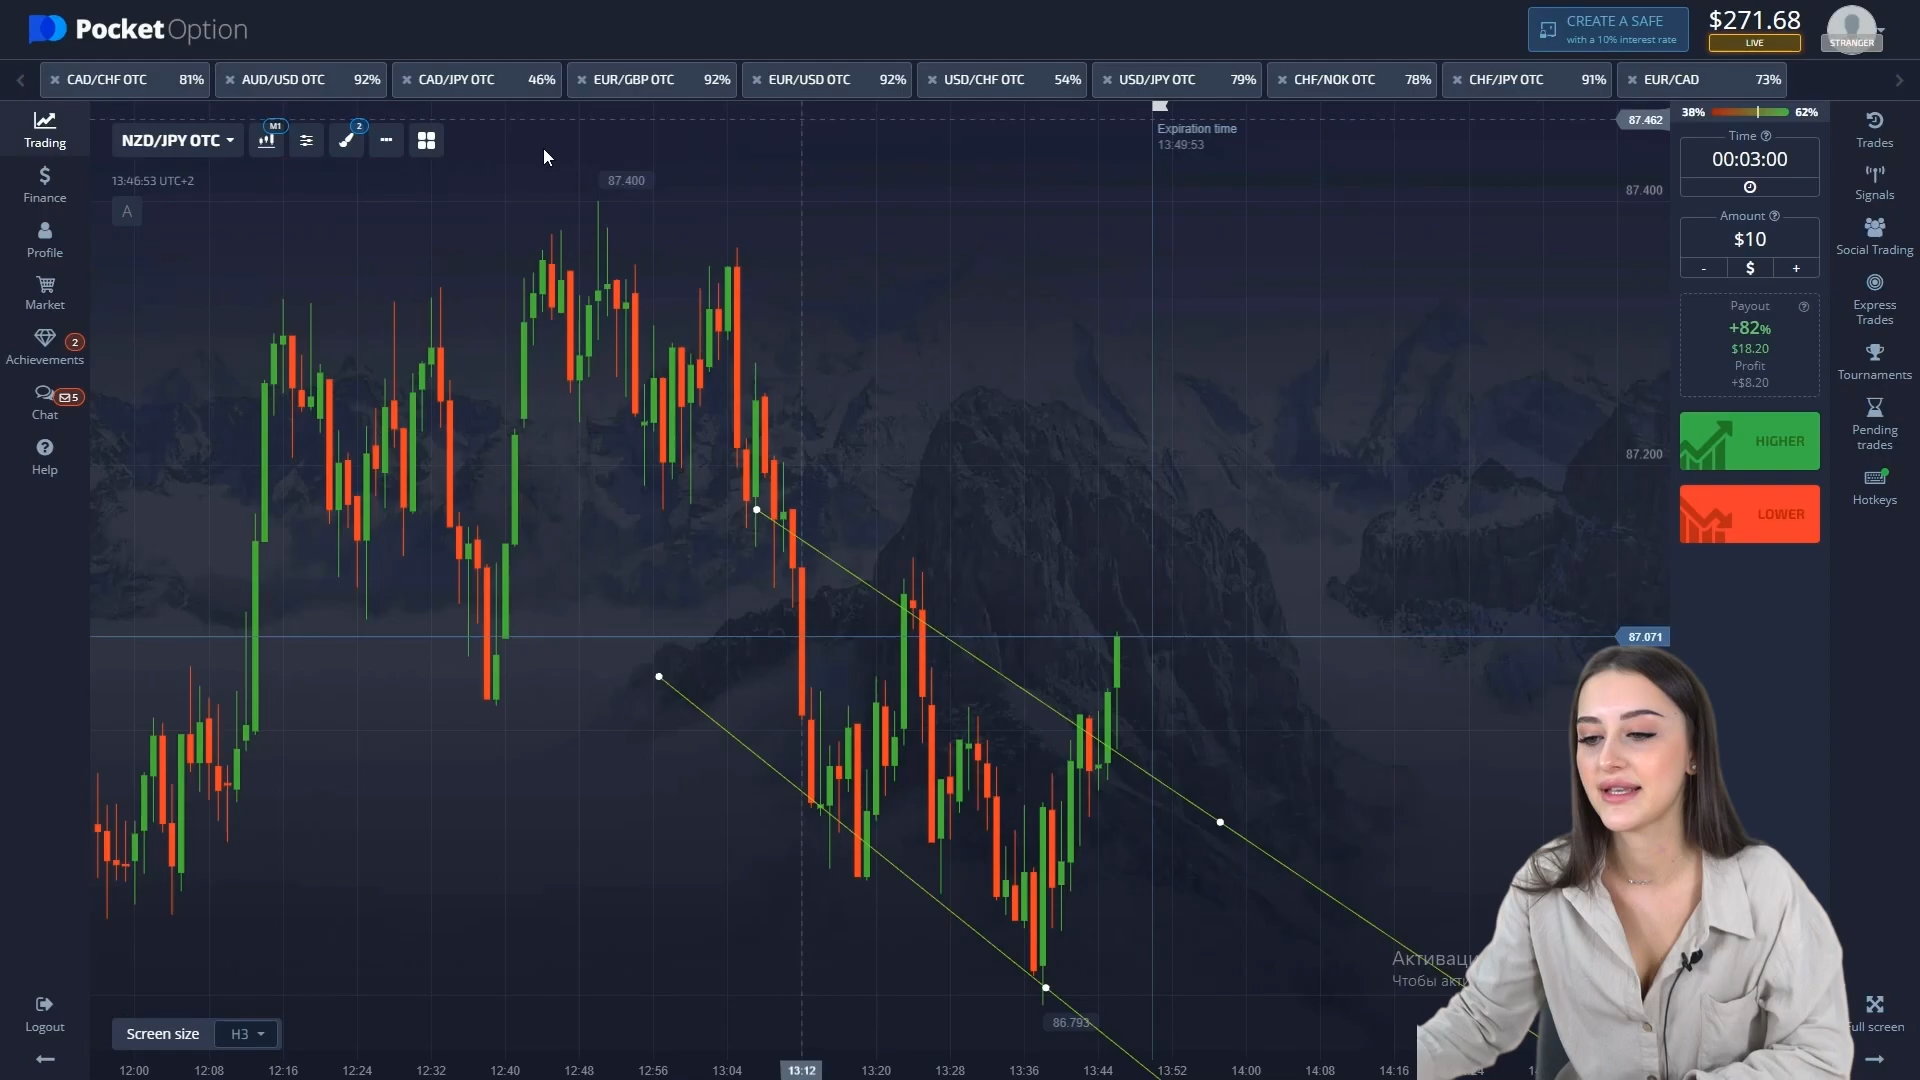 PocketOption
CREATE A SAFE
with a 10% interest rate
$271.68
LIVE
STRANGER
CAD/CHF OTC 81%
AUD/USD OTC 92%
CAD/JPY OTC 46%
EUR/GBP OTC 92%
EUR/USD OTC 92%
USD/CHF OTC 54%
USD/JPY OTC 79%
CHF/NOK OTC 78%
CHF/JPY OTC 91%
EUR/CAD 73%
Trading
Finance
Profile
Market
Achievements
2
Chat
5
Help
Logout
NZD/JPY OTC
M1
2
13:46:53 UTC+2
A
87.400
Expiration time
13:49:53
87.462
87.400
87.200
87.071
86.793
Активаци
Чтобы акти
Screen size H3
12:00 12:08 12:16 12:24 12:32 12:40 12:48 12:56 13:04 13:12 13:20 13:28 13:36 13:44 13:52 14:00 14:08 14:16
38% 62%
Time
00:03:00
Amount
$10
- $ +
Payout
+82%
$18.20
Profit
+$8.20
HIGHER
LOWER
Trades
Signals
Social Trading
Express
Trades
Tournaments
Pending
trades
Hotkeys
ull screen